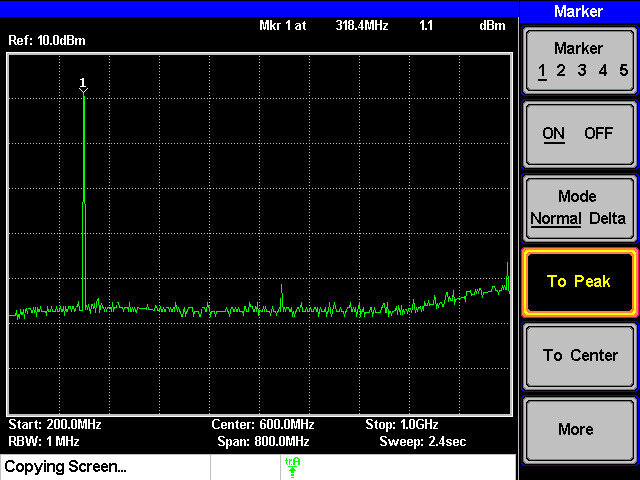 Marker
Mkr 1 at 318.4MHz 1.1 dBm
Ref: 10.0dBm
1
Marker
1 2 3 4 5
ON OFF
Mode
Normal Delta
To Peak
To Center
More
Start: 200.0MHz Center: 600.0MHz Stop: 1.0GHz
RBW: 1 MHz Span: 800.0MHz Sweep: 2.4sec
Copying Screen... trA